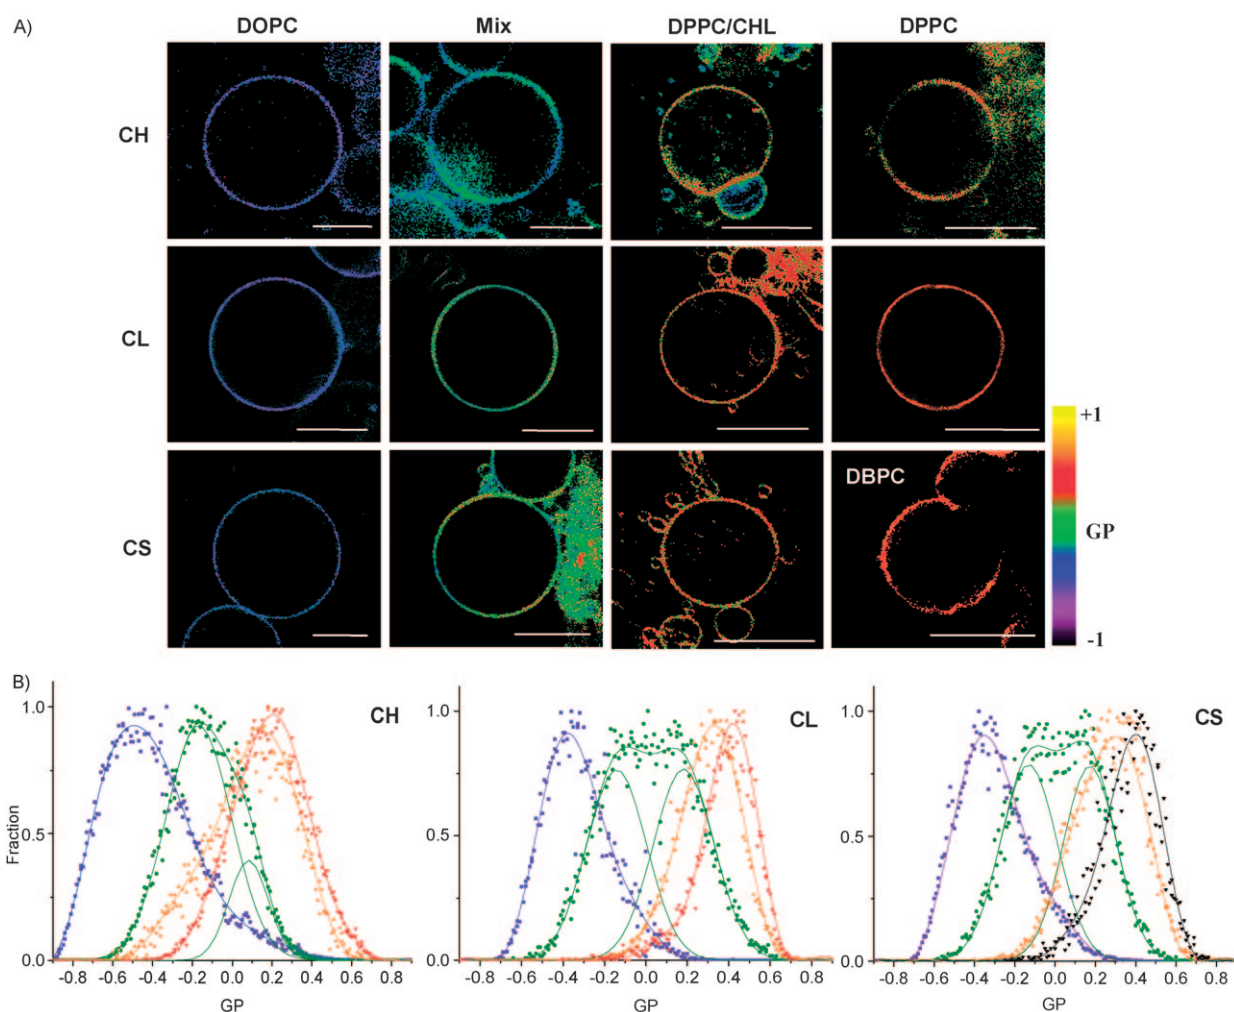 A)
DOPC Mix DPPC/CHL DPPC
CH
CL
+1
DBPC
GP
CS
-1
B)
CH CL CS
1.0 1.0 1.0
Fraction
0.5 0.5 0.5
0.0 0.0 0.0
-0.8 -0.6 -0.4 -0.2 0.0 0.2 0.4 0.6 0.8 -0.8 -0.6 -0.4 -0.2 0.0 0.2 0.4 0.6 0.8 -0.8 -0.6 -0.4 -0.2 0.0 0.2 0.4 0.6 0.8
GP GP GP